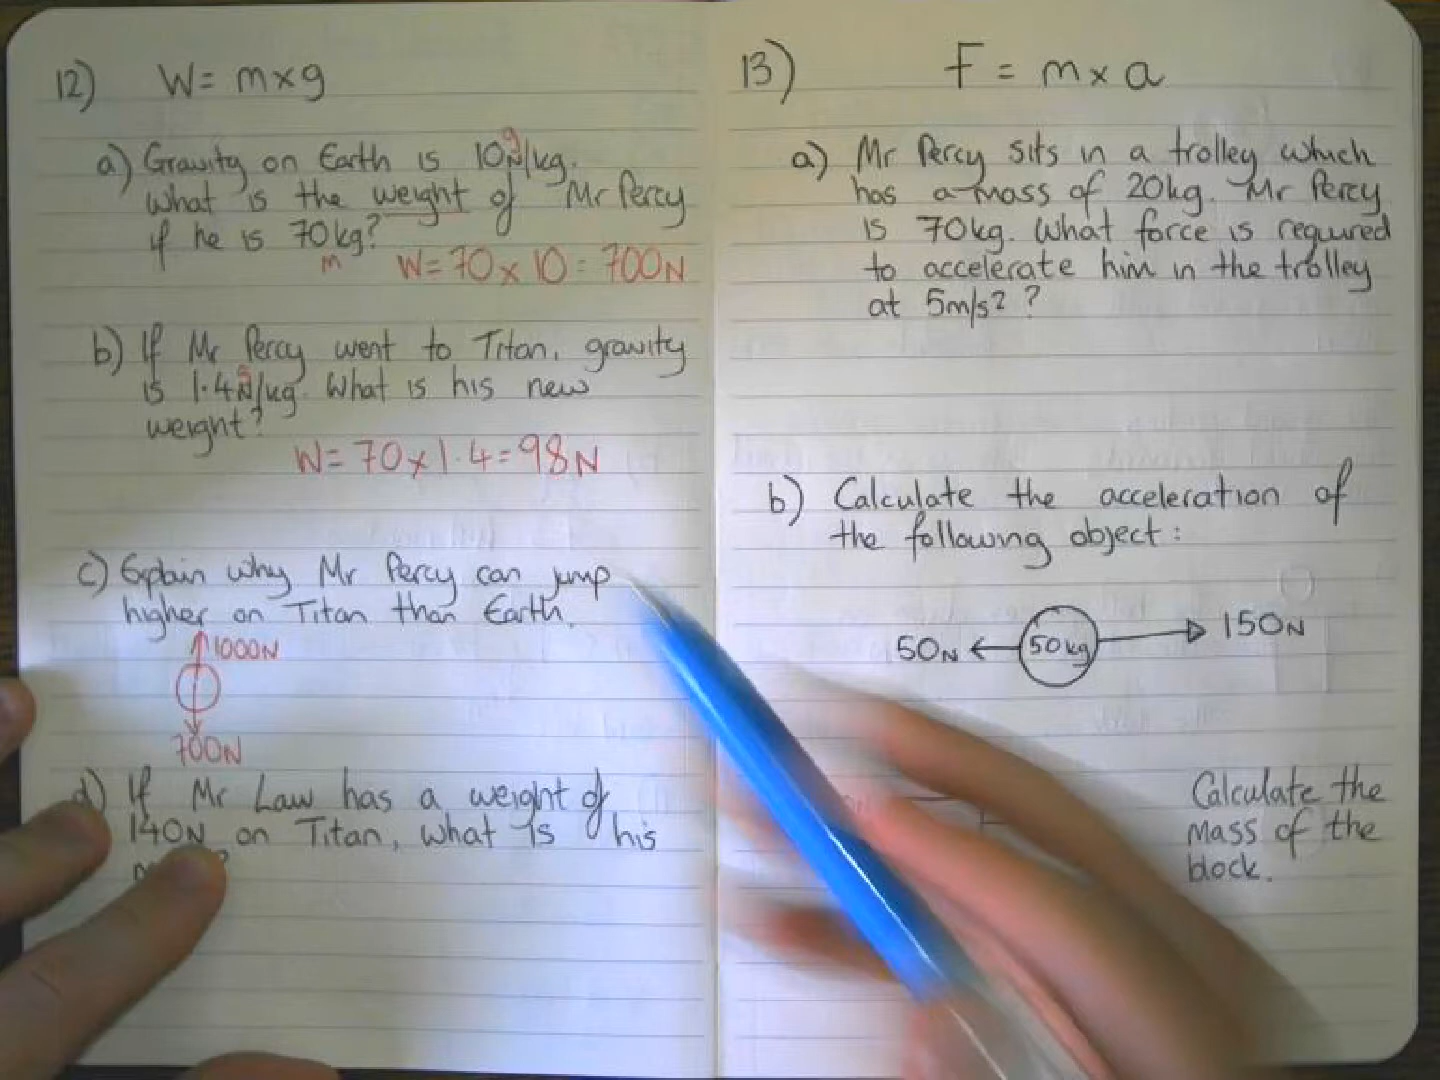 12) W= m×g
a) Gravity on Earth is 10N/kg.
g
what is the weight of Mr Percy
if he is 70kg?
m
W=70×10=700N
b) If Mr Percy went to Titan, gravity
is 1.4N/kg. What is his new
g
weight?
W=70×1.4=98N
c) Explain why Mr Percy can jump
higher on Titan than Earth.
1000N
700N
d) If Mr Law has a weight of
140N on Titan, what is his
13) F = m×a
a) Mr Percy sits in a trolley which
has a mass of 20kg. Mr Percy
is 70kg. What force is required
to accelerate him in the trolley
at 5m/s² ?
b) Calculate the acceleration of
the following object:
50N 50kg 150N
Calculate the
mass of the
block.